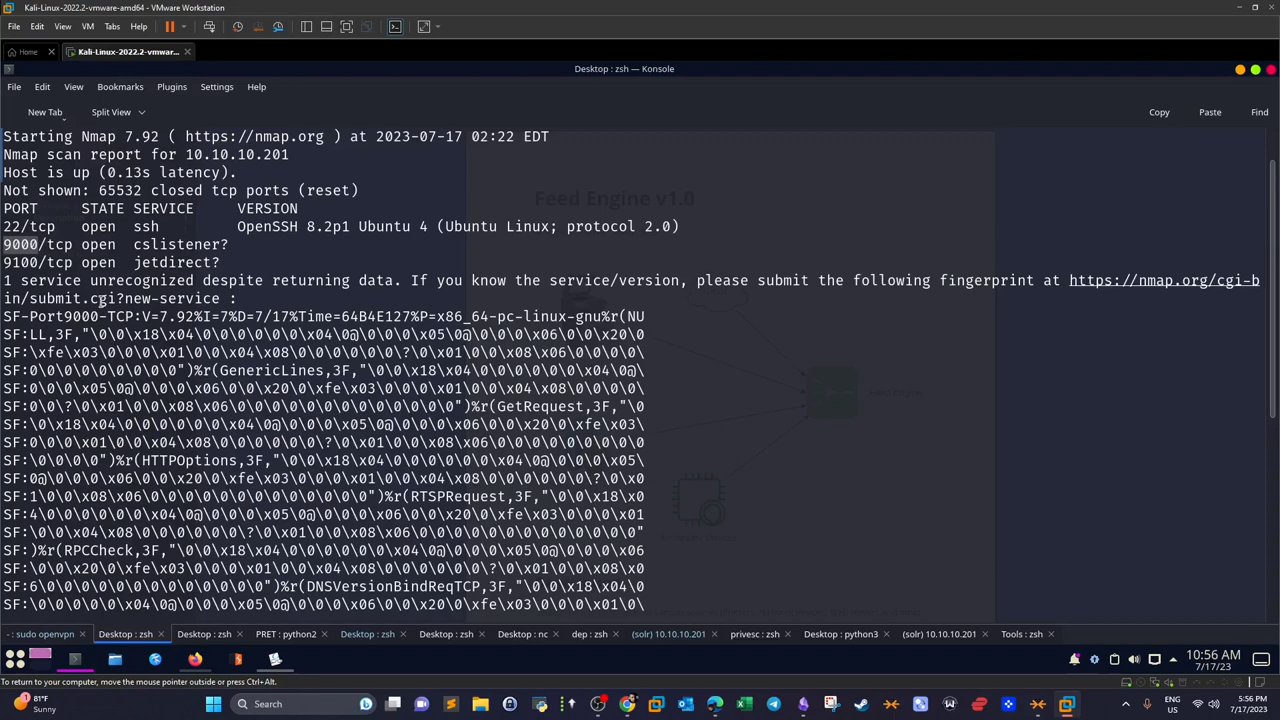 Kali-Linux-2022.2-vmware-amd64 - VMware Workstation
File Edit View VM Tabs Help
Home Kali-Linux-2022.2-vmwar...
Desktop : zsh — Konsole
File Edit View Bookmarks Plugins Settings Help
New Tab Split View Copy Paste Find
Starting Nmap 7.92 ( https://nmap.org ) at 2023-07-17 02:22 EDT
Nmap scan report for 10.10.10.201
Host is up (0.13s latency).
Not shown: 65532 closed tcp ports (reset)
PORT STATE SERVICE VERSION
22/tcp open ssh OpenSSH 8.2p1 Ubuntu 4 (Ubuntu Linux; protocol 2.0)
9000/tcp open cslistener?
9100/tcp open jetdirect?
1 service unrecognized despite returning data. If you know the service/version, please submit the following fingerprint at https://nmap.org/cgi-b
in/submit.cgi?new-service :
SF-Port9000-TCP:V=7.92%I=7%D=7/17%Time=64B4E127%P=x86_64-pc-linux-gnu%r(NU
SF:LL,3F,"\0\0\x18\x04\0\0\0\0\0\0\x04\0@\0\0\0\x05\0@\0\0\0\x06\0\0\x20\0
SF:\xfe\x03\0\0\0\x01\0\0\x04\x08\0\0\0\0\0\0\?\0\x01\0\0\x08\x06\0\0\0\0\
SF:0\0\0\0\0\0\0\0\0")%r(GenericLines,3F,"\0\0\x18\x04\0\0\0\0\0\0\x04\0@\
SF:0\0\0\x05\0@\0\0\0\x06\0\0\x20\0\xfe\x03\0\0\0\x01\0\0\x04\x08\0\0\0\0\
SF:0\0\?\0\x01\0\0\x08\x06\0\0\0\0\0\0\0\0\0\0\0\0\0")%r(GetRequest,3F,"\0
SF:\0\x18\x04\0\0\0\0\0\0\x04\0@\0\0\0\x05\0@\0\0\0\x06\0\0\x20\0\xfe\x03\
SF:0\0\0\x01\0\0\x04\x08\0\0\0\0\0\0\?\0\x01\0\0\x08\x06\0\0\0\0\0\0\0\0\0
SF:\0\0\0\0")%r(HTTPOptions,3F,"\0\0\x18\x04\0\0\0\0\0\0\x04\0@\0\0\0\x05\
SF:0@\0\0\0\x06\0\0\x20\0\xfe\x03\0\0\0\x01\0\0\x04\x08\0\0\0\0\0\0\?\0\x0
SF:1\0\0\x08\x06\0\0\0\0\0\0\0\0\0\0\0\0\0")%r(RTSPRequest,3F,"\0\0\x18\x0
SF:4\0\0\0\0\0\0\x04\0@\0\0\0\x05\0@\0\0\0\x06\0\0\x20\0\xfe\x03\0\0\0\x01
SF:\0\0\x04\x08\0\0\0\0\0\0\?\0\x01\0\0\x08\x06\0\0\0\0\0\0\0\0\0\0\0\0\0"
SF:)%r(RPCCheck,3F,"\0\0\x18\x04\0\0\0\0\0\0\x04\0@\0\0\0\x05\0@\0\0\0\x06
SF:\0\0\x20\0\xfe\x03\0\0\0\x01\0\0\x04\x08\0\0\0\0\0\0\?\0\x01\0\0\x08\x0
SF:6\0\0\0\0\0\0\0\0\0\0\0\0\0")%r(DNSVersionBindReqTCP,3F,"\0\0\x18\x04\0
SF:\0\0\0\0\0\x04\0@\0\0\0\x05\0@\0\0\0\x06\0\0\x20\0\xfe\x03\0\0\0\x01\0\
Feed Engine v1.0
Feed Engine
- : sudo openvpn Desktop : zsh Desktop : zsh PRET : python2 Desktop : zsh Desktop : zsh Desktop : nc dep : zsh (solr) 10.10.10.201 privesc : zsh Desktop : python3 (solr) 10.10.10.201 Tools : zsh
10:56 AM
7/17/23
To return to your computer, move the mouse pointer outside or press Ctrl+Alt.
81°F
Sunny
Search
ENG
US
5:56 PM
7/17/2023